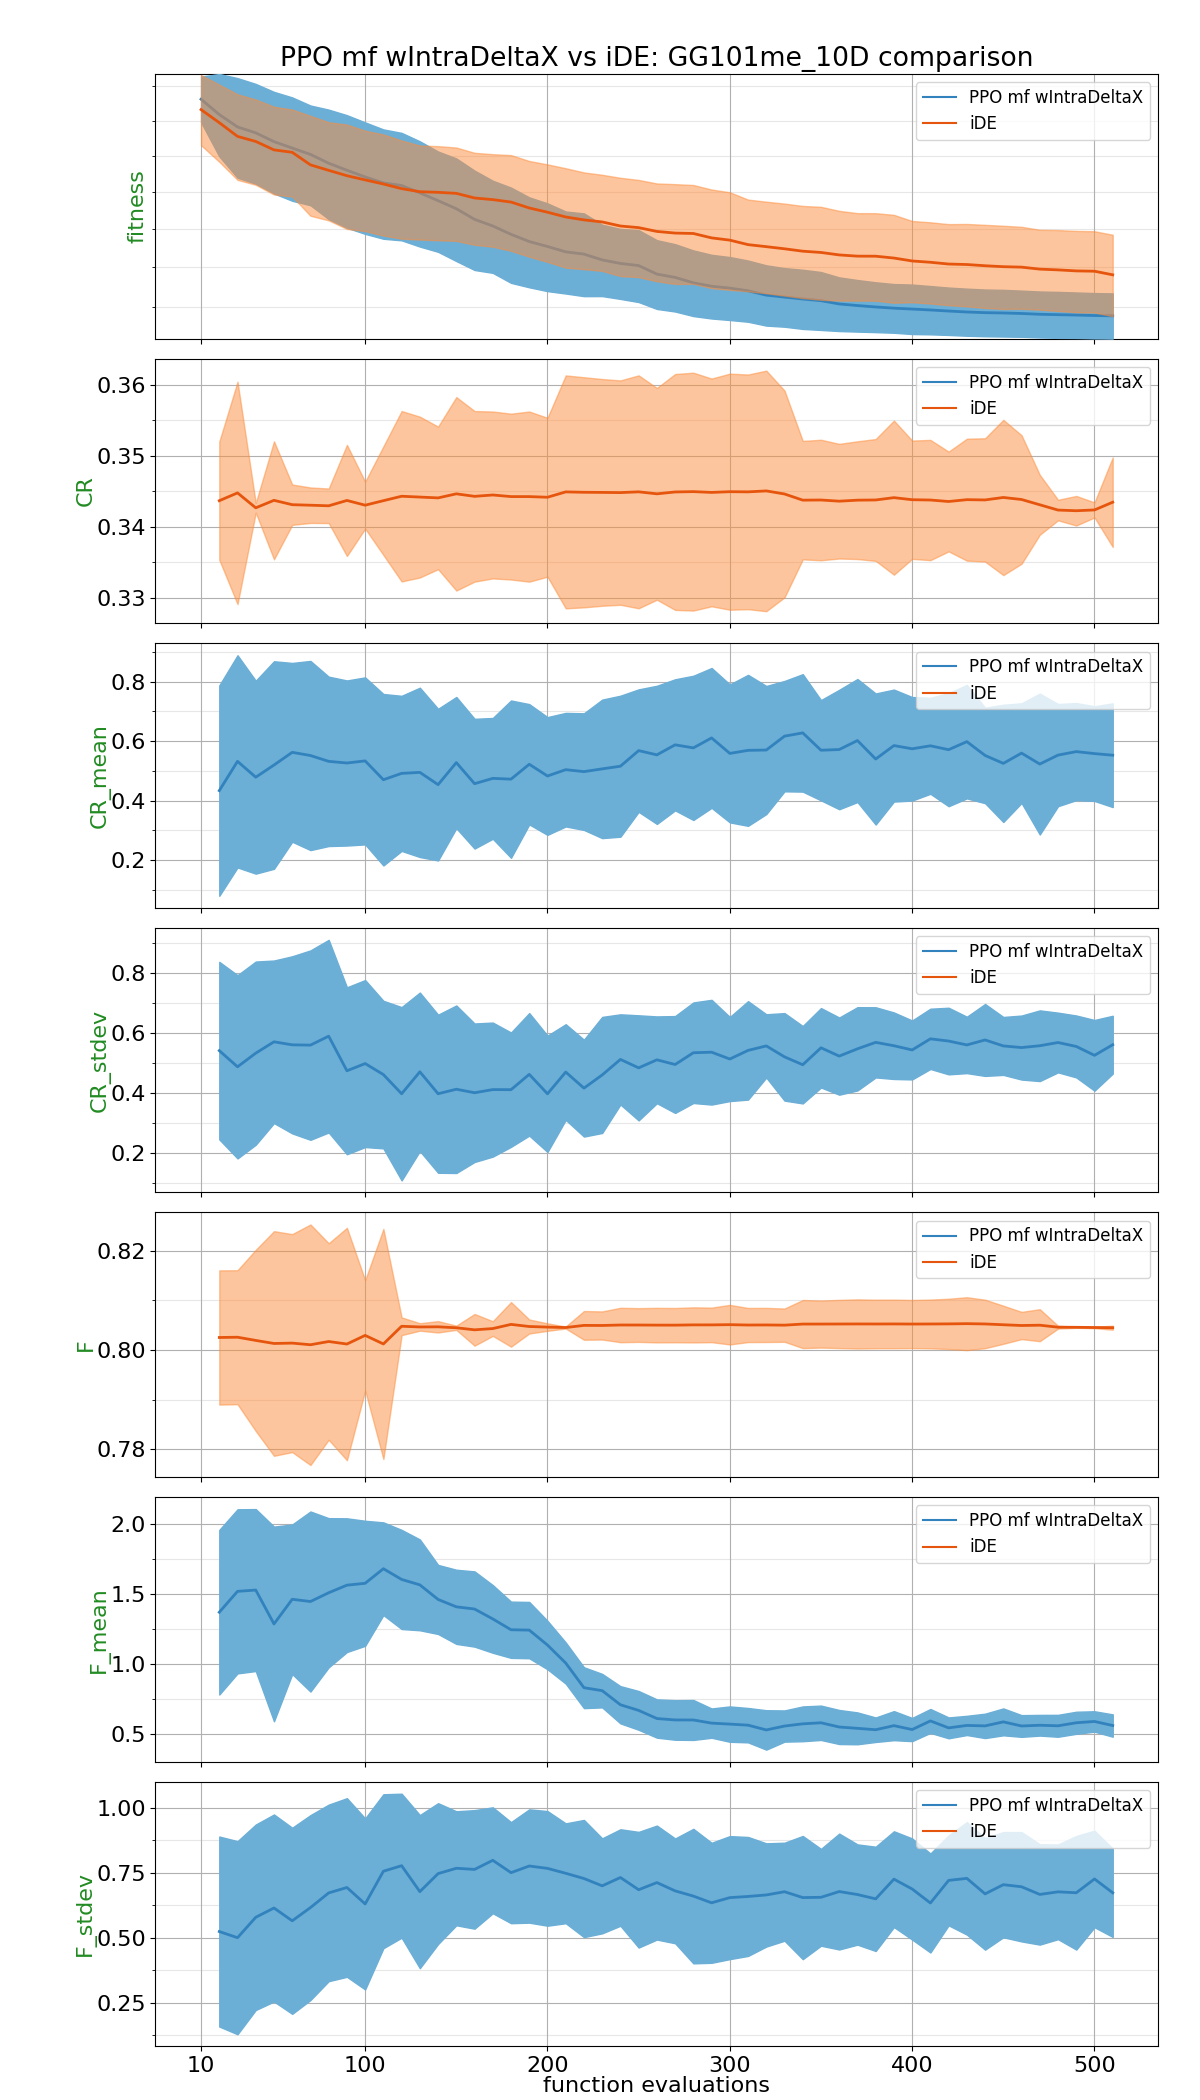 PPO mf wIntraDeltaX vs iDE: GG101me_10D comparison
fitness
PPO mf wIntraDeltaX
iDE
CR
0.36
0.35
0.34
0.33
PPO mf wIntraDeltaX
iDE
CR_mean
0.8
0.6
0.4
0.2
PPO mf wIntraDeltaX
iDE
CR_stdev
0.8
0.6
0.4
0.2
PPO mf wIntraDeltaX
iDE
F
0.82
0.80
0.78
PPO mf wIntraDeltaX
iDE
F_mean
2.0
1.5
1.0
0.5
PPO mf wIntraDeltaX
iDE
F_stdev
1.00
0.75
0.50
0.25
PPO mf wIntraDeltaX
iDE
10 100 200 300 400 500
function evaluations